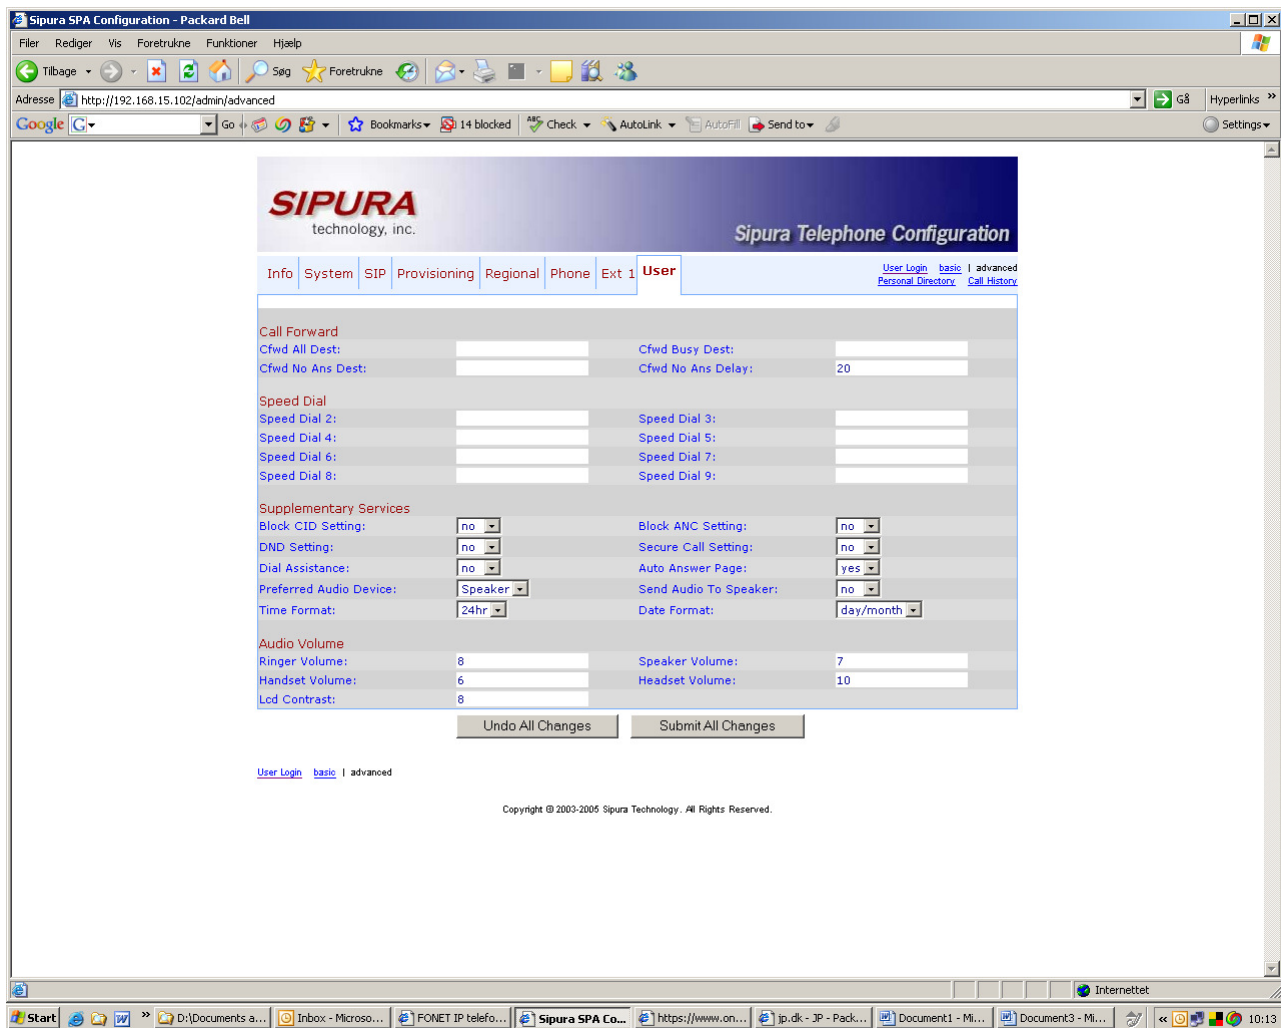 Sipura SPA Configuration - Packard Bell
Filer Rediger Vis Foretrukne Funktioner Hjælp
Tilbage Søg Foretrukne
Adresse http://192.168.15.102/admin/advanced Gå Hyperlinks »
Google G Go Bookmarks 14 blocked ABC Check AutoLink AutoFill Send to Settings
SIPURA
technology, inc.
Sipura Telephone Configuration
Info System SIP Provisioning Regional Phone Ext 1 User
User Login basic | advanced
Personal Directory Call History
Call Forward
Cfwd All Dest: Cfwd Busy Dest:
Cfwd No Ans Dest: Cfwd No Ans Delay: 20
Speed Dial
Speed Dial 2: Speed Dial 3:
Speed Dial 4: Speed Dial 5:
Speed Dial 6: Speed Dial 7:
Speed Dial 8: Speed Dial 9:
Supplementary Services
Block CID Setting: no Block ANC Setting: no
DND Setting: no Secure Call Setting: no
Dial Assistance: no Auto Answer Page: yes
Preferred Audio Device: Speaker Send Audio To Speaker: no
Time Format: 24hr Date Format: day/month
Audio Volume
Ringer Volume: 8 Speaker Volume: 7
Handset Volume: 6 Headset Volume: 10
Lcd Contrast: 8
Undo All Changes Submit All Changes
User Login basic | advanced
Copyright © 2003-2005 Sipura Technology. All Rights Reserved.
Internettet
Start » D:\Documents a... Inbox - Microso... FONET IP telefo... Sipura SPA Co... https://www.on... jp.dk - JP - Pack... Document1 - Mi... Document3 - Mi... « 10:13